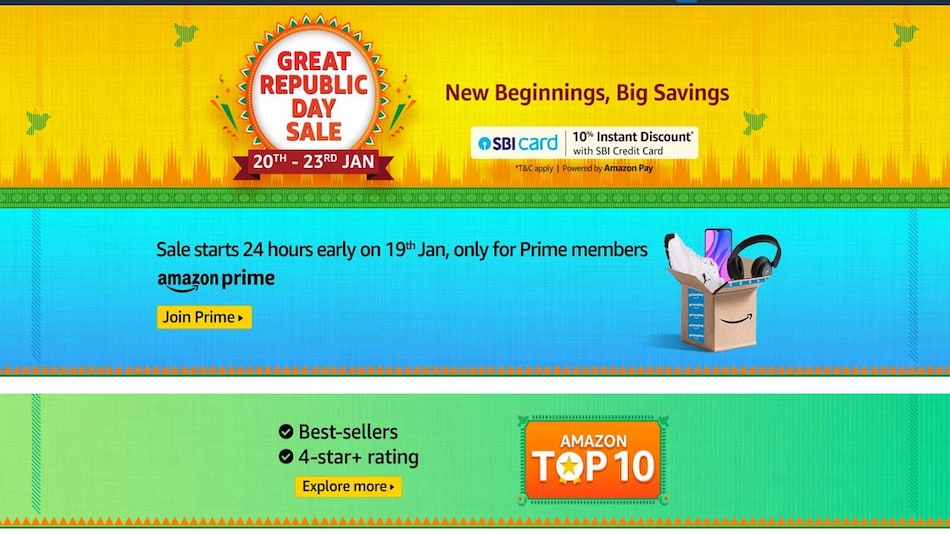 GREAT
REPUBLIC
DAY
SALE
20TH - 23RD JAN
New Beginnings, Big Savings
SBI card
10% Instant Discount*
with SBI Credit Card
*T&C apply | Powered by Amazon Pay
Sale starts 24 hours early on 19th Jan, only for Prime members
amazon prime
Join Prime
Best-sellers
4-star+ rating
Explore more
AMAZON
TOP 10